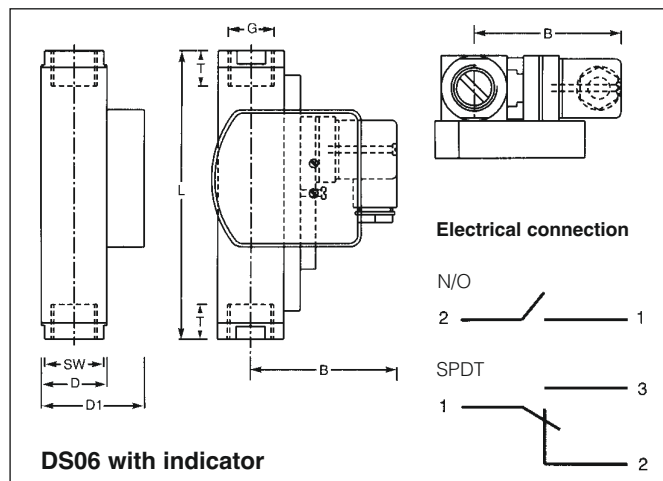 G
B
T
L
T
SW
D
D1
B
Electrical connection
N/O
2 1
SPDT
3
1
2
DS06 with indicator